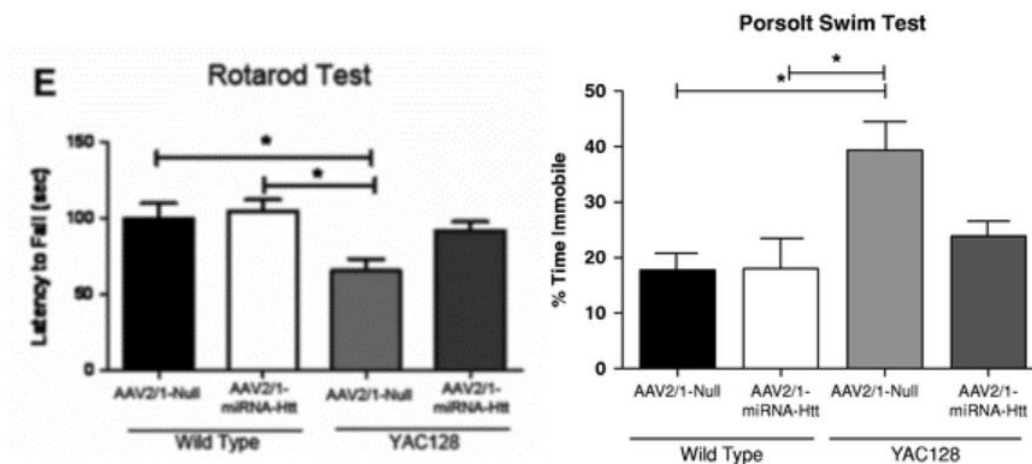 E
Rotarod Test
Latency to Fall (sec)
150
100
50
0
*
*
AAV2/1-Null
AAV2/1-
miRNA-Htt
AAV2/1-Null
AAV2/1-
miRNA-Htt
Wild Type
YAC128
Porsolt Swim Test
% Time Immobile
50
40
30
20
10
0
*
*
AAV2/1-Null
AAV2/1-
miRNA-Htt
AAV2/1-Null
AAV2/1-
miRNA-Htt
Wild Type
YAC128